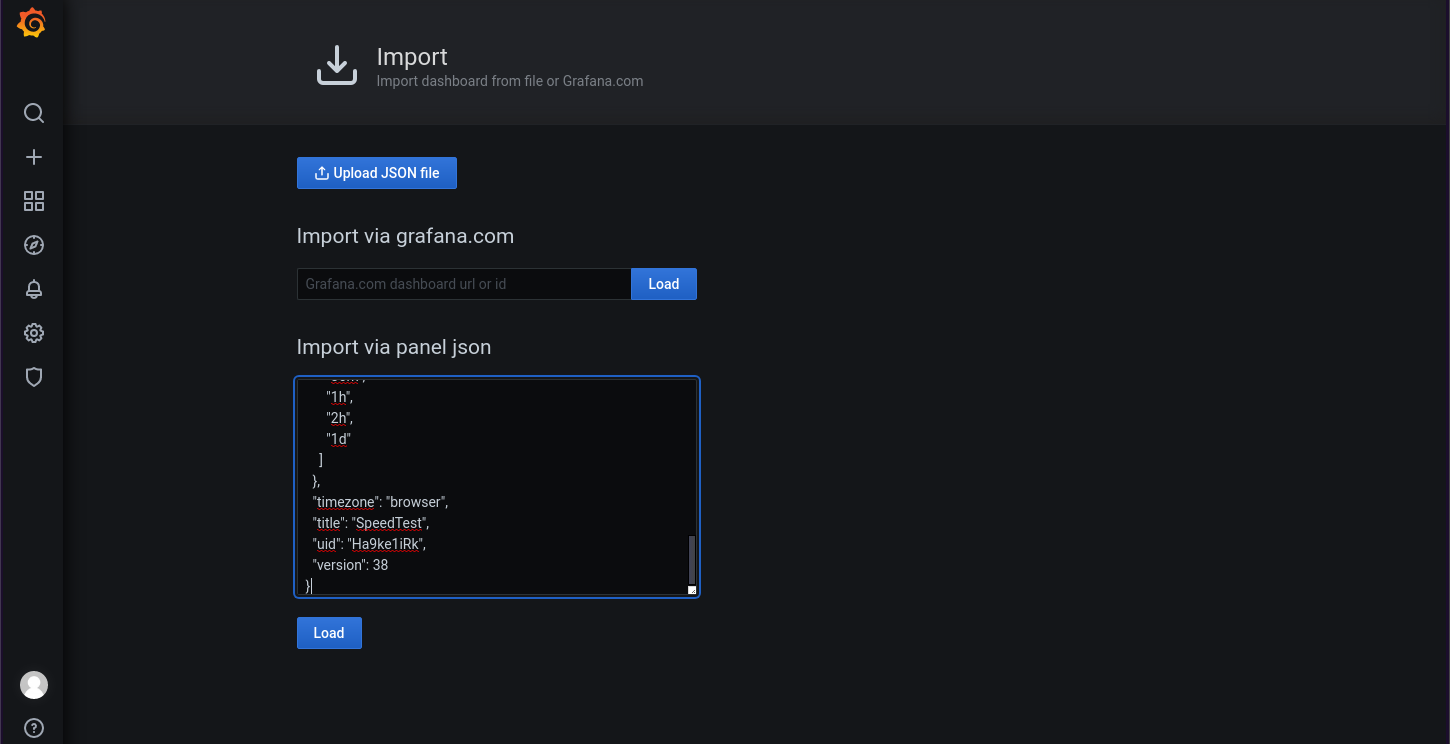 Import
Import dashboard from file or Grafana.com
Upload JSON file
Import via grafana.com
Grafana.com dashboard url or id
Load
Import via panel json
"1h",
"2h",
"1d"
]
},
"timezone": "browser",
"title": "SpeedTest",
"uid": "Ha9ke1iRk",
"version": 38
}
Load